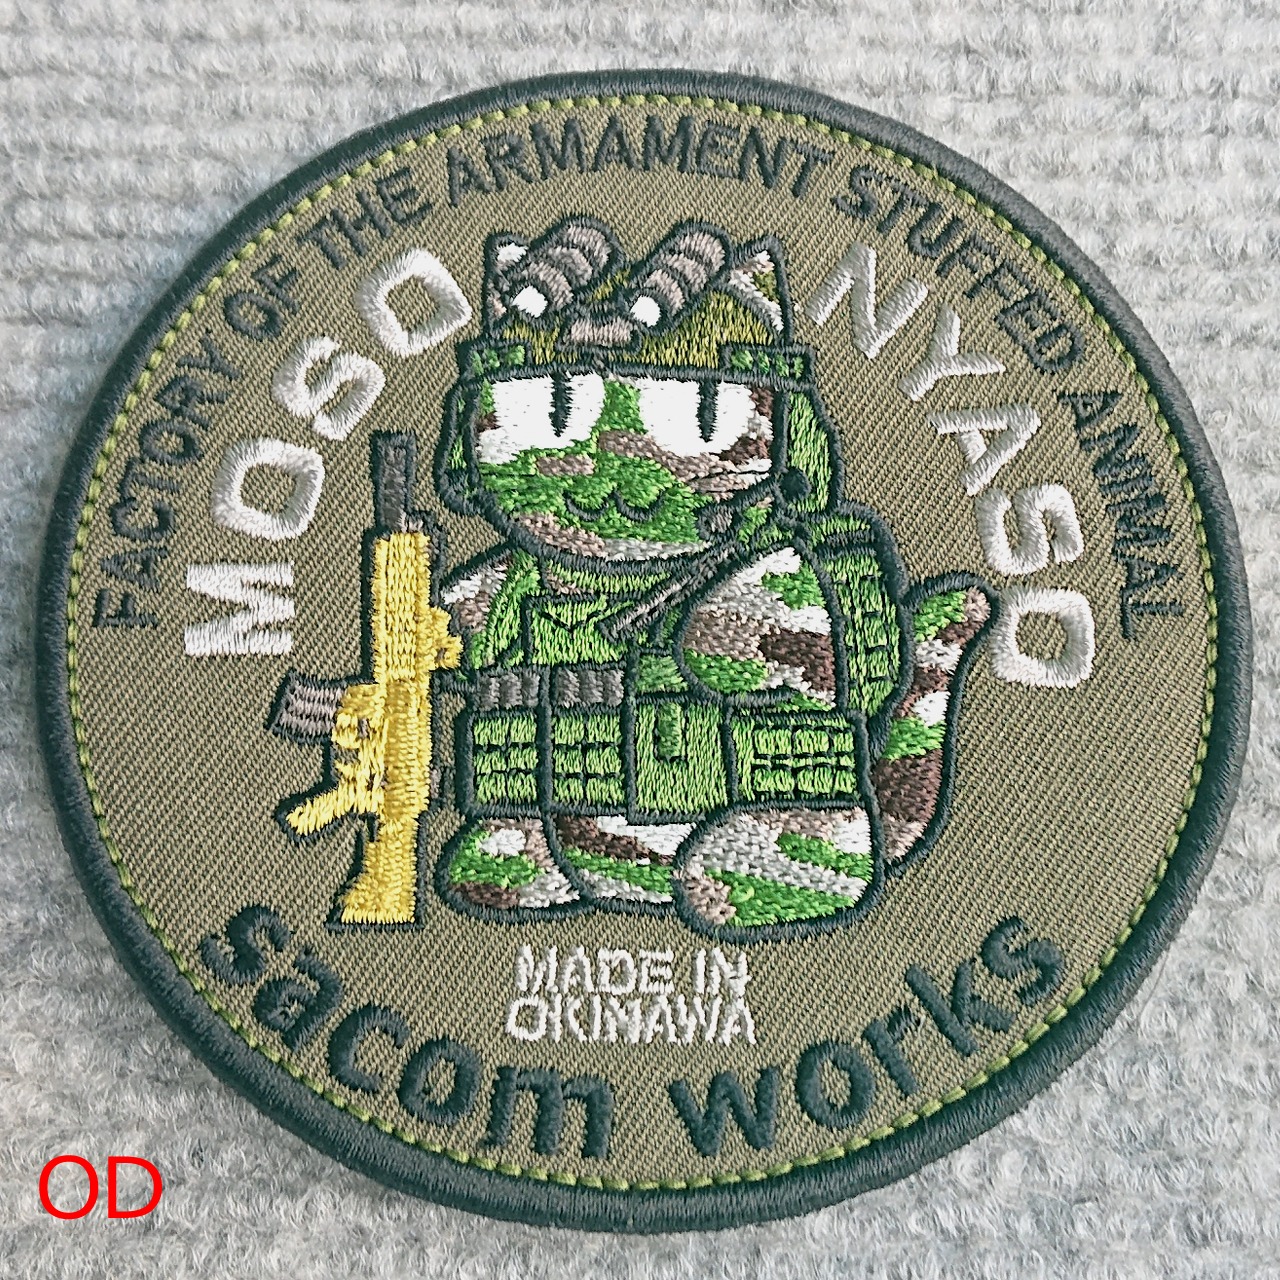 FACTORY OF THE ARMAMENT STUFFED ANIMAL
MOSO NYASO
MADE IN
OKINAWA
sacom works
OD